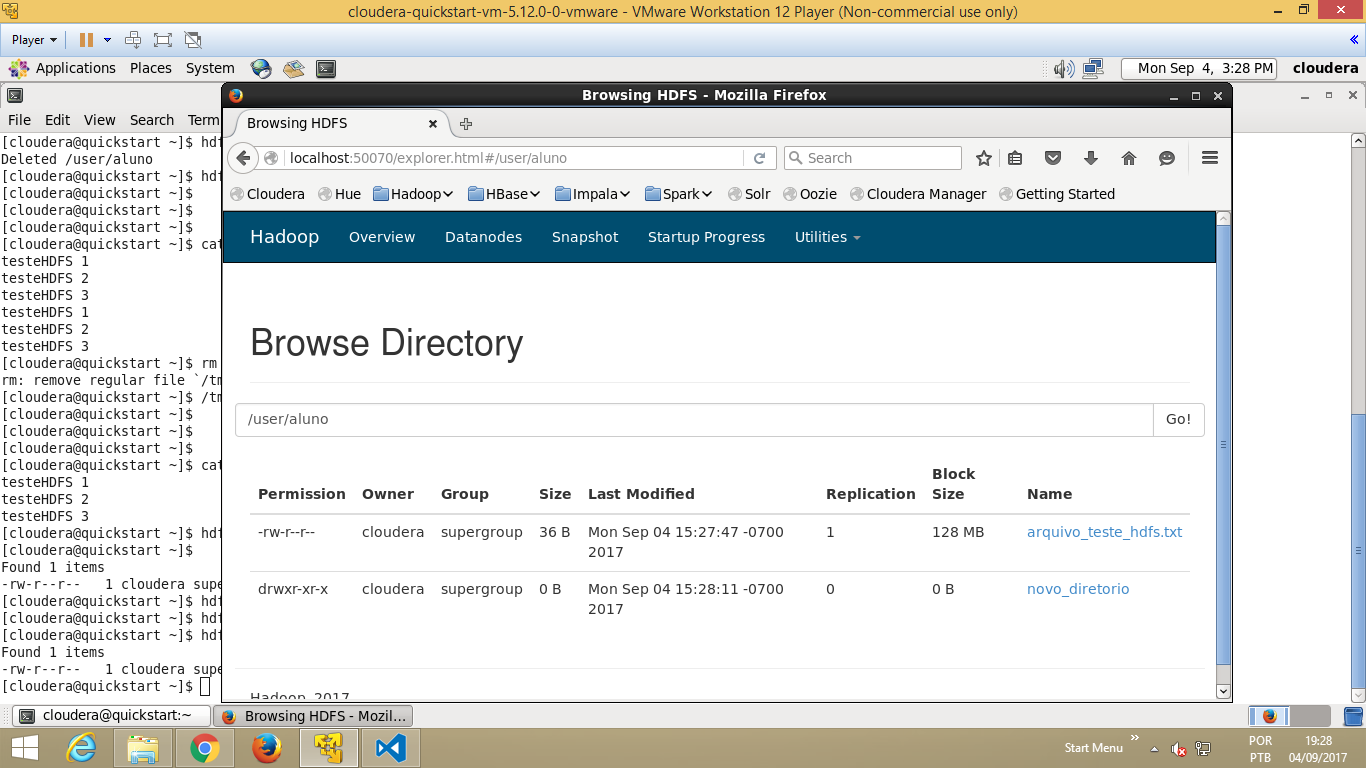 cloudera-quickstart-vm-5.12.0-0-vmware - VMware Workstation 12 Player (Non-commercial use only)
Player
Applications Places System Mon Sep 4, 3:28 PM cloudera
Browsing HDFS - Mozilla Firefox
File Edit View Search Term
Browsing HDFS
localhost:50070/explorer.html#/user/aluno Search
Cloudera Hue Hadoop HBase Impala Spark Solr Oozie Cloudera Manager Getting Started
Hadoop Overview Datanodes Snapshot Startup Progress Utilities
Browse Directory
/user/aluno Go!
Permission Owner Group Size Last Modified Replication Block Size Name
-rw-r--r-- cloudera supergroup 36 B Mon Sep 04 15:27:47 -0700 2017 1 128 MB arquivo_teste_hdfs.txt
drwxr-xr-x cloudera supergroup 0 B Mon Sep 04 15:28:11 -0700 2017 0 0 B novo_diretorio
Hadoop, 2017.
[cloudera@quickstart ~]$ hdf
Deleted /user/aluno
[cloudera@quickstart ~]$ hdf
[cloudera@quickstart ~]$
[cloudera@quickstart ~]$
[cloudera@quickstart ~]$
[cloudera@quickstart ~]$ cat
testeHDFS 1
testeHDFS 2
testeHDFS 3
testeHDFS 1
testeHDFS 2
testeHDFS 3
[cloudera@quickstart ~]$ rm
rm: remove regular file `/tm
[cloudera@quickstart ~]$ /tm
[cloudera@quickstart ~]$
[cloudera@quickstart ~]$
[cloudera@quickstart ~]$
[cloudera@quickstart ~]$ cat
testeHDFS 1
testeHDFS 2
testeHDFS 3
[cloudera@quickstart ~]$ hdf
[cloudera@quickstart ~]$
Found 1 items
-rw-r--r--   1 cloudera supe
[cloudera@quickstart ~]$ hdf
[cloudera@quickstart ~]$ hdf
[cloudera@quickstart ~]$ hdf
Found 1 items
-rw-r--r--   1 cloudera supe
[cloudera@quickstart ~]$
cloudera@quickstart:~ Browsing HDFS - Mozil...
Start Menu POR 19:28
PTB 04/09/2017